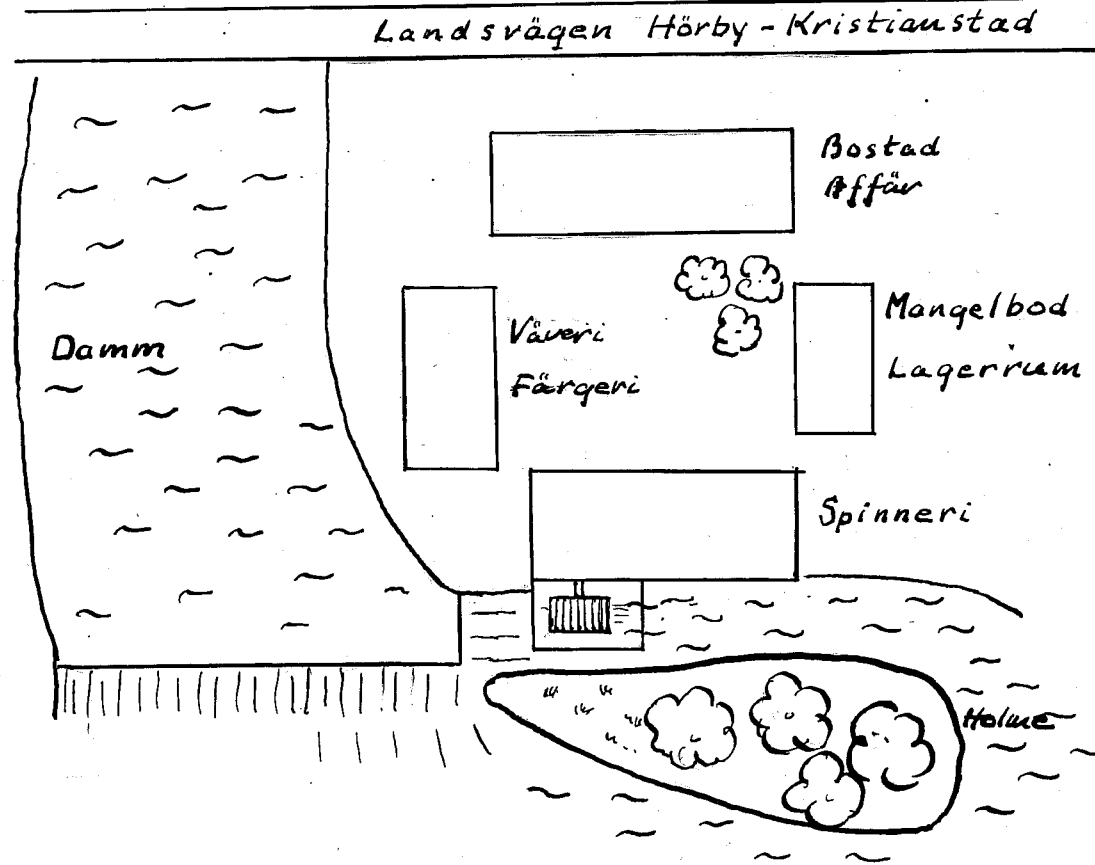 Landsvägen Hörby - Kristianstad
Bostad
Affär
Mangelbod
Lagerrum
Damm
Väveri
Färgeri
Spinneri
Holme